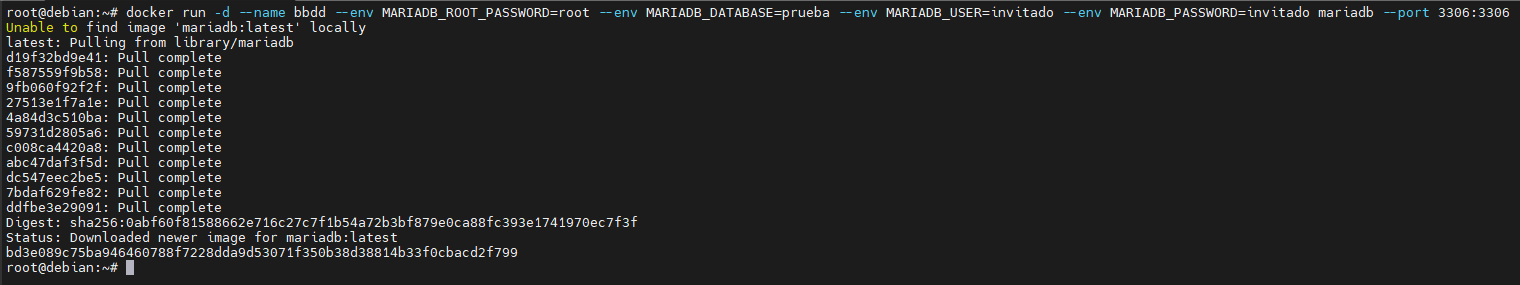 root@debian:~# docker run -d --name bbdd --env MARIADB_ROOT_PASSWORD=root --env MARIADB_DATABASE=prueba --env MARIADB_USER=invitado --env MARIADB_PASSWORD=invitado mariadb --port 3306:3306
Unable to find image 'mariadb:latest' locally
latest: Pulling from library/mariadb
d19f32bd9e41: Pull complete
f587559f9b58: Pull complete
9fb060f92f2f: Pull complete
27513e1f7a1e: Pull complete
4a84d3c510ba: Pull complete
59731d2805a6: Pull complete
c008ca4420a8: Pull complete
abc47daf3f5d: Pull complete
dc547eec2be5: Pull complete
7bdaf629fe82: Pull complete
ddfbe3e29091: Pull complete
Digest: sha256:0abf60f81588662e716c27c7f1b54a72b3bf879e0ca88fc393e1741970ec7f3f
Status: Downloaded newer image for mariadb:latest
bd3e089c75ba946460788f7228dda9d53071f350b38d38814b33f0cbacd2f799
root@debian:~#